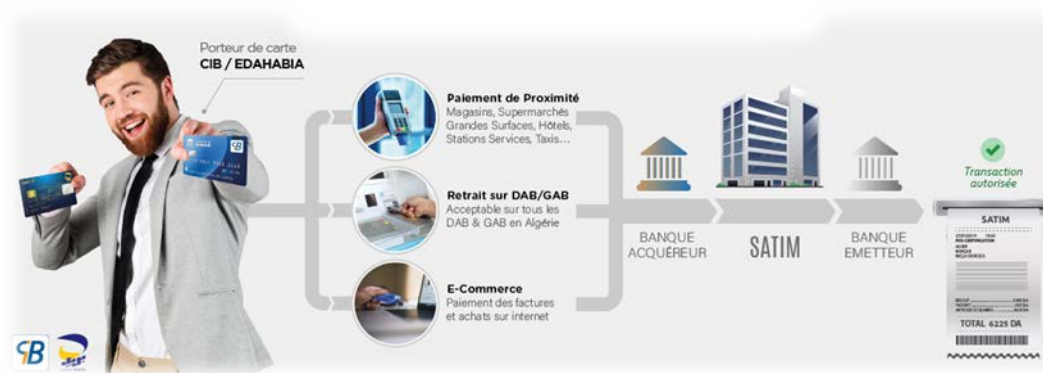 Porteur de carte
CIB / EDAHABIA
Paiement de Proximité
Magasins, Supermarchés
Grandes Surfaces, Hôtels,
Stations Services, Taxis...
Retrait sur DAB/GAB
Acceptable sur tous les
DAB & GAB en Algérie
E-Commerce
Paiement des factures
et achats sur internet
BANQUE
ACQUÉREUR
SATIM
BANQUE
EMETTEUR
Transaction
autorisée
SATIM
TOTAL 6225 DA